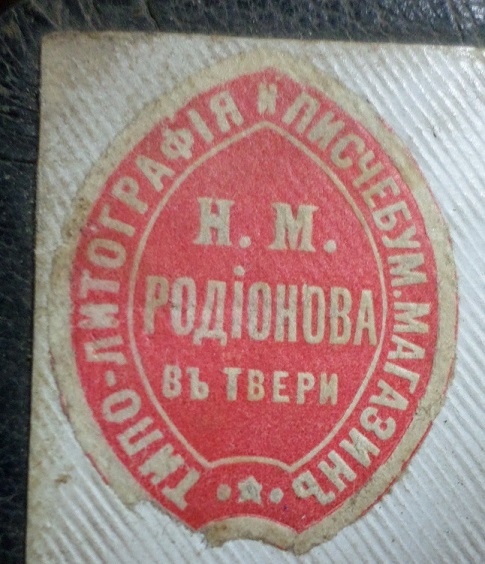 ТИПО-ЛИТОГРАФІЯ И ПИСЧЕБУМ. МАГАЗИНЪ
Н. М.
РОДІОНОВА
ВЪ ТВЕРИ